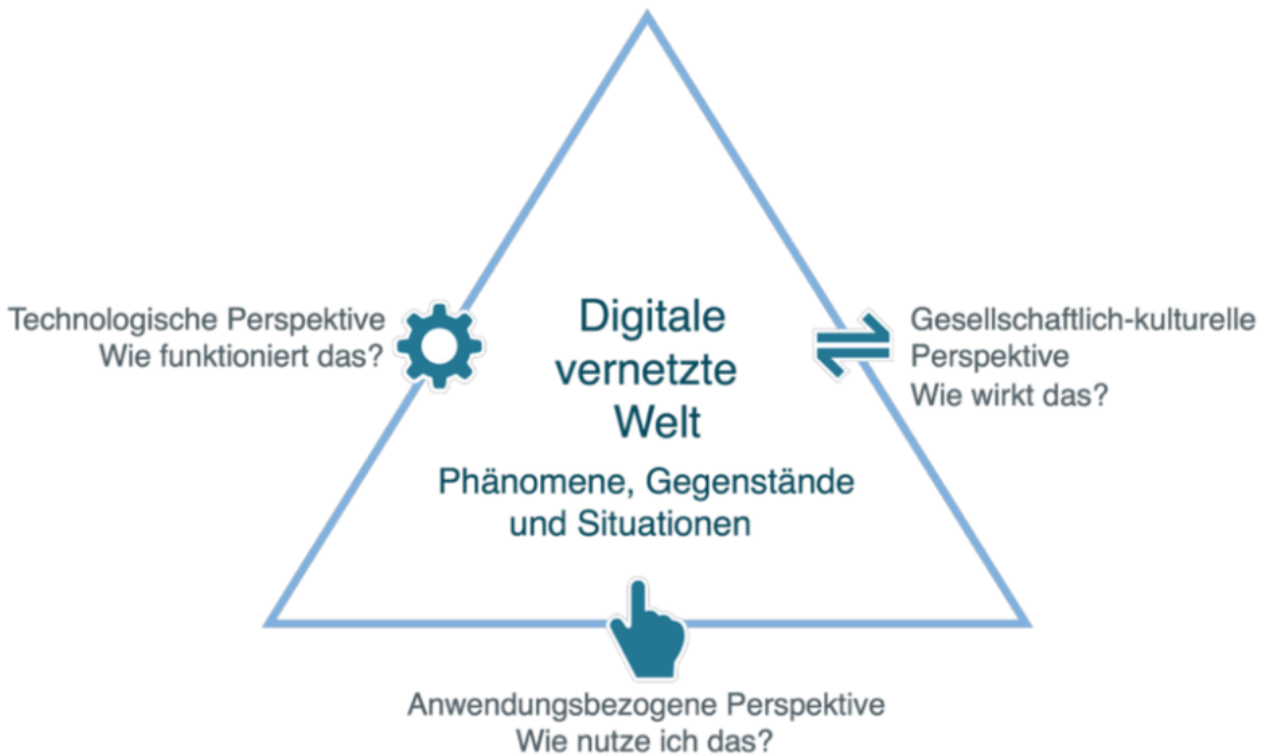 Technologische Perspektive
Wie funktioniert das?
Digitale
vernetzte
Welt
Phänomene, Gegenstände
und Situationen
Gesellschaftlich-kulturelle
Perspektive
Wie wirkt das?
Anwendungsbezogene Perspektive
Wie nutze ich das?